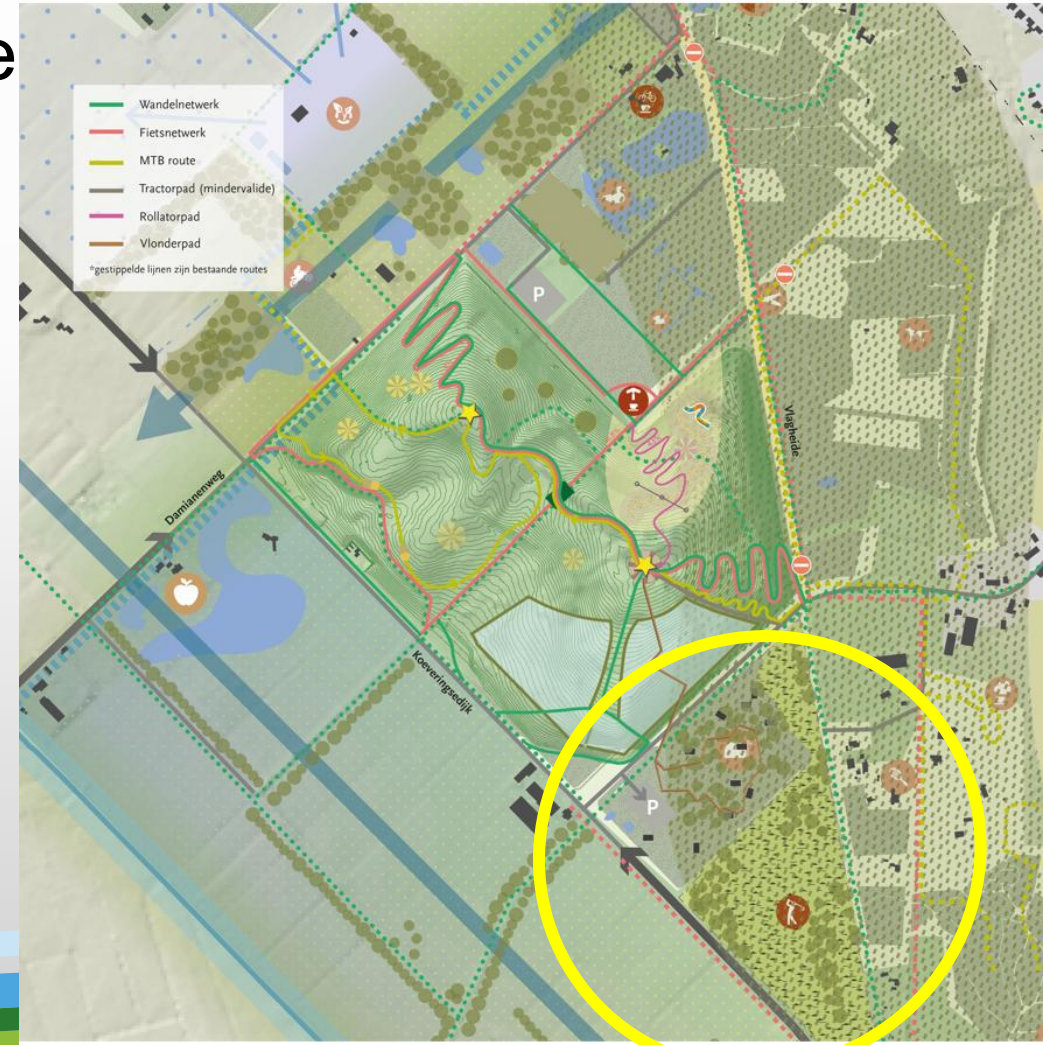 e
Wandelnetwerk
Fietsnetwerk
MTB route
Tractorpad (mindervalide)
Rollatorpad
Vlonderpad
*gestippelde lijnen zijn bestaande routes
P
Vlagheide
Damianenweg
Koeveringsedijk
P